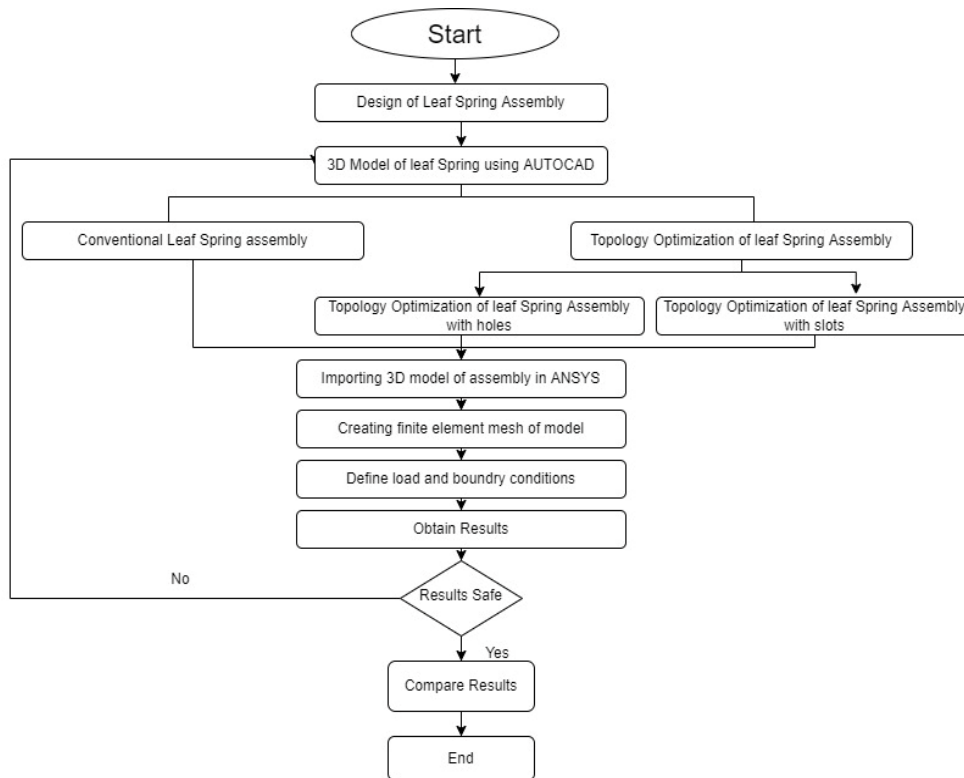 Start
Design of Leaf Spring Assembly
3D Model of leaf Spring using AUTOCAD
Conventional Leaf Spring assembly
Topology Optimization of leaf Spring Assembly
Topology Optimization of leaf Spring Assembly
with holes
Topology Optimization of leaf Spring Assembly
with slots
Importing 3D model of assembly in ANSYS
Creating finite element mesh of model
Define load and boundry conditions
Obtain Results
No
Results Safe
Yes
Compare Results
End